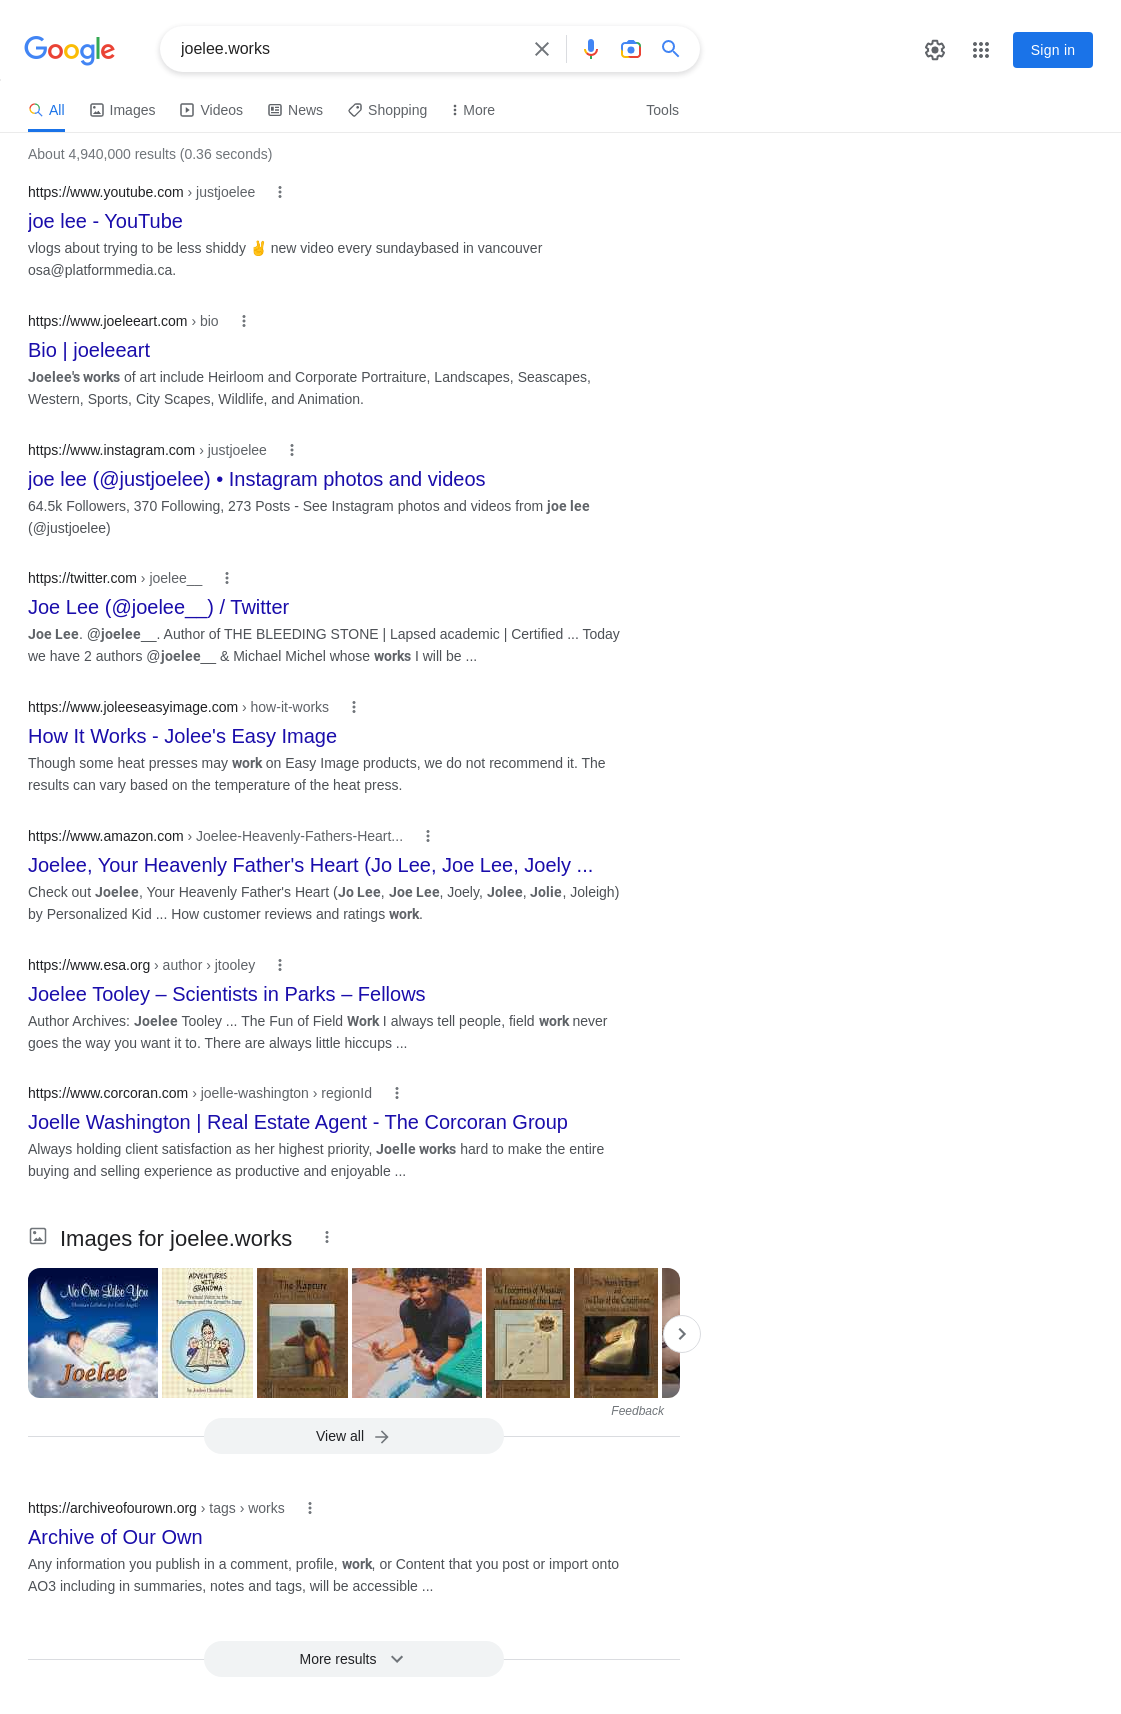 Google
joelee.works
Sign in
All
Images
Videos
News
Shopping
More
Tools
About 4,940,000 results (0.36 seconds)
https://www.youtube.com › justjoelee
joe lee - YouTube
vlogs about trying to be less shiddy ✌ new video every sundaybased in vancouver
osa@platformmedia.ca.
https://www.joeleeart.com › bio
Bio | joeleeart
Joelee's works of art include Heirloom and Corporate Portraiture, Landscapes, Seascapes,
Western, Sports, City Scapes, Wildlife, and Animation.
https://www.instagram.com › justjoelee
joe lee (@justjoelee) • Instagram photos and videos
64.5k Followers, 370 Following, 273 Posts - See Instagram photos and videos from joe lee
(@justjoelee)
https://twitter.com › joelee__
Joe Lee (@joelee__) / Twitter
Joe Lee. @joelee__. Author of THE BLEEDING STONE | Lapsed academic | Certified ... Today
we have 2 authors @joelee__ & Michael Michel whose works I will be ...
https://www.joleeseasyimage.com › how-it-works
How It Works - Jolee's Easy Image
Though some heat presses may work on Easy Image products, we do not recommend it. The
results can vary based on the temperature of the heat press.
https://www.amazon.com › Joelee-Heavenly-Fathers-Heart...
Joelee, Your Heavenly Father's Heart (Jo Lee, Joe Lee, Joely ...
Check out Joelee, Your Heavenly Father's Heart (Jo Lee, Joe Lee, Joely, Jolee, Jolie, Joleigh)
by Personalized Kid ... How customer reviews and ratings work.
https://www.esa.org › author › jtooley
Joelee Tooley – Scientists in Parks – Fellows
Author Archives: Joelee Tooley ... The Fun of Field Work I always tell people, field work never
goes the way you want it to. There are always little hiccups ...
https://www.corcoran.com › joelle-washington › regionId
Joelle Washington | Real Estate Agent - The Corcoran Group
Always holding client satisfaction as her highest priority, Joelle works hard to make the entire
buying and selling experience as productive and enjoyable ...
Images for joelee.works
No One Like You
Joelee
ADVENTURES
WITH
GRANDMA
The Rapture
The Footprints of Messiah
in the Feasts of the Lord
The Day of the Crucifixion
Feedback
View all
https://archiveofourown.org › tags › works
Archive of Our Own
Any information you publish in a comment, profile, work, or Content that you post or import onto
AO3 including in summaries, notes and tags, will be accessible ...
More results